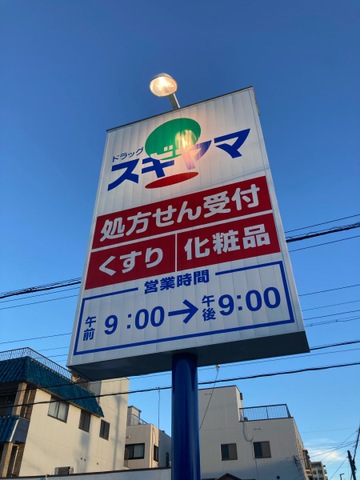 ドラッグ
スギヤマ
処方せん受付
くすり 化粧品
営業時間
午前 9:00→午後 9:00